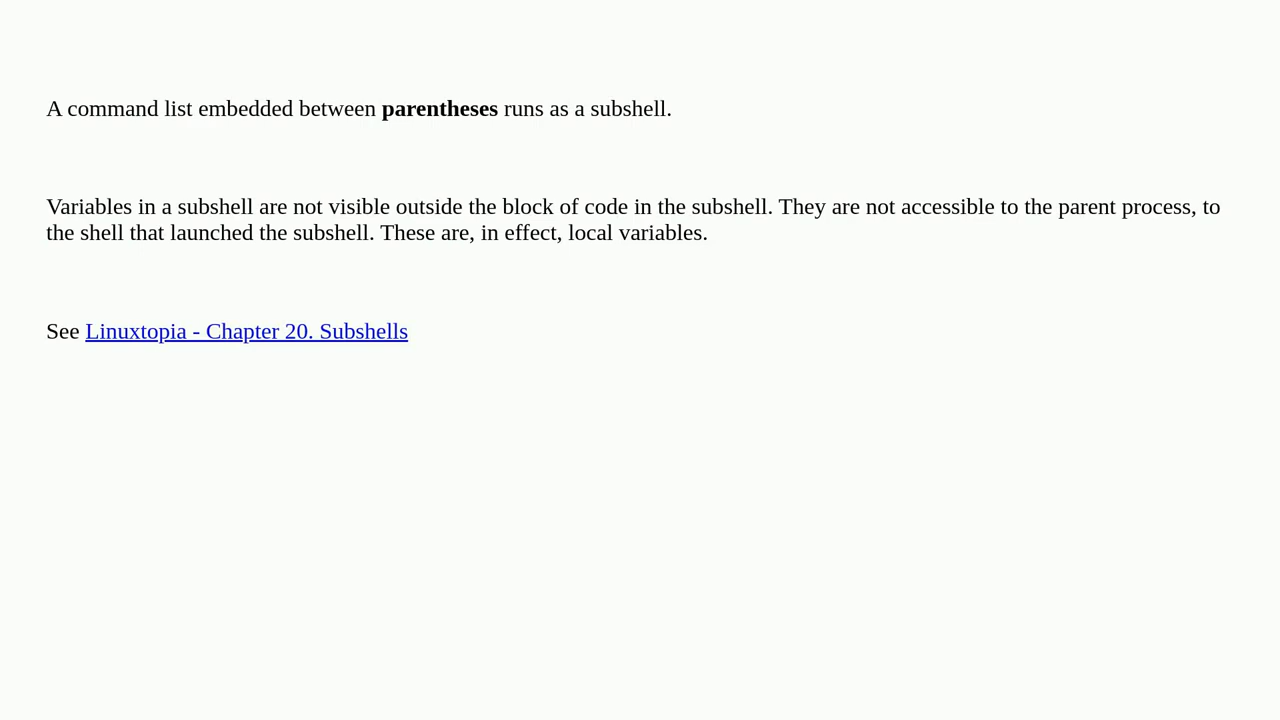 A command list embedded between parentheses runs as a subshell.
Variables in a subshell are not visible outside the block of code in the subshell. They are not accessible to the parent process, to
the shell that launched the subshell. These are, in effect, local variables.
See Linuxtopia - Chapter 20. Subshells